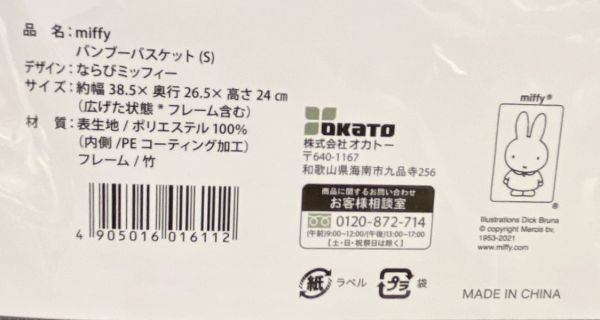 品 名：miffy
バンブーバスケット (S)
デザイン：ならびミッフィー
サイズ：約幅 38.5× 奥行 26.5× 高さ 24 ㎝
（広げた状態 * フレーム含む）
材 質：表生地 / ポリエステル 100%
（内側 /PE コーティング加工）
フレーム / 竹
4 905016 016112
OKATO
株式会社オカトー
〒640-1167
和歌山県海南市九品寺256
商品に関するお問い合わせ
お客様相談室
0120-872-714
(午前)9:00~12:00/(午後)13:00~17:00
【土・日・祝祭日は除く】
紙 ラベル プラ 袋
miffy®
®
Illustrations Dick Bruna
© copyright Mercis bv,
1953-2021
www.miffy.com
MADE IN CHINA